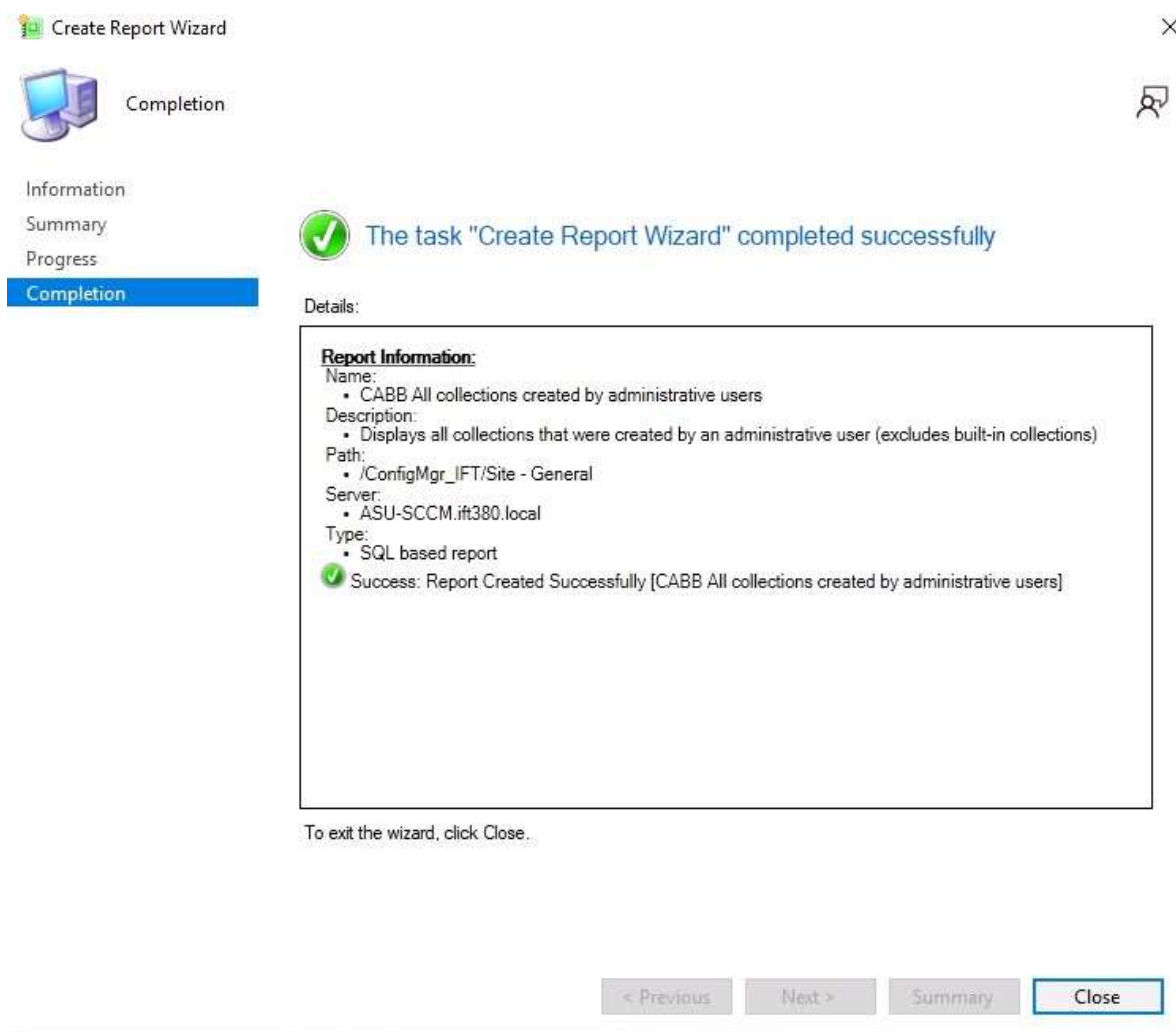 Create Report Wizard
Completion
Information
Summary
Progress
Completion
The task "Create Report Wizard" completed successfully
Details:
Report Information:
Name:
• CABB All collections created by administrative users
Description:
• Displays all collections that were created by an administrative user (excludes built-in collections)
Path:
• /ConfigMgr_IFT/Site - General
Server:
• ASU-SCCM.ift380.local
Type:
• SQL based report
Success: Report Created Successfully [CABB All collections created by administrative users]
To exit the wizard, click Close.
< Previous Next > Summary Close